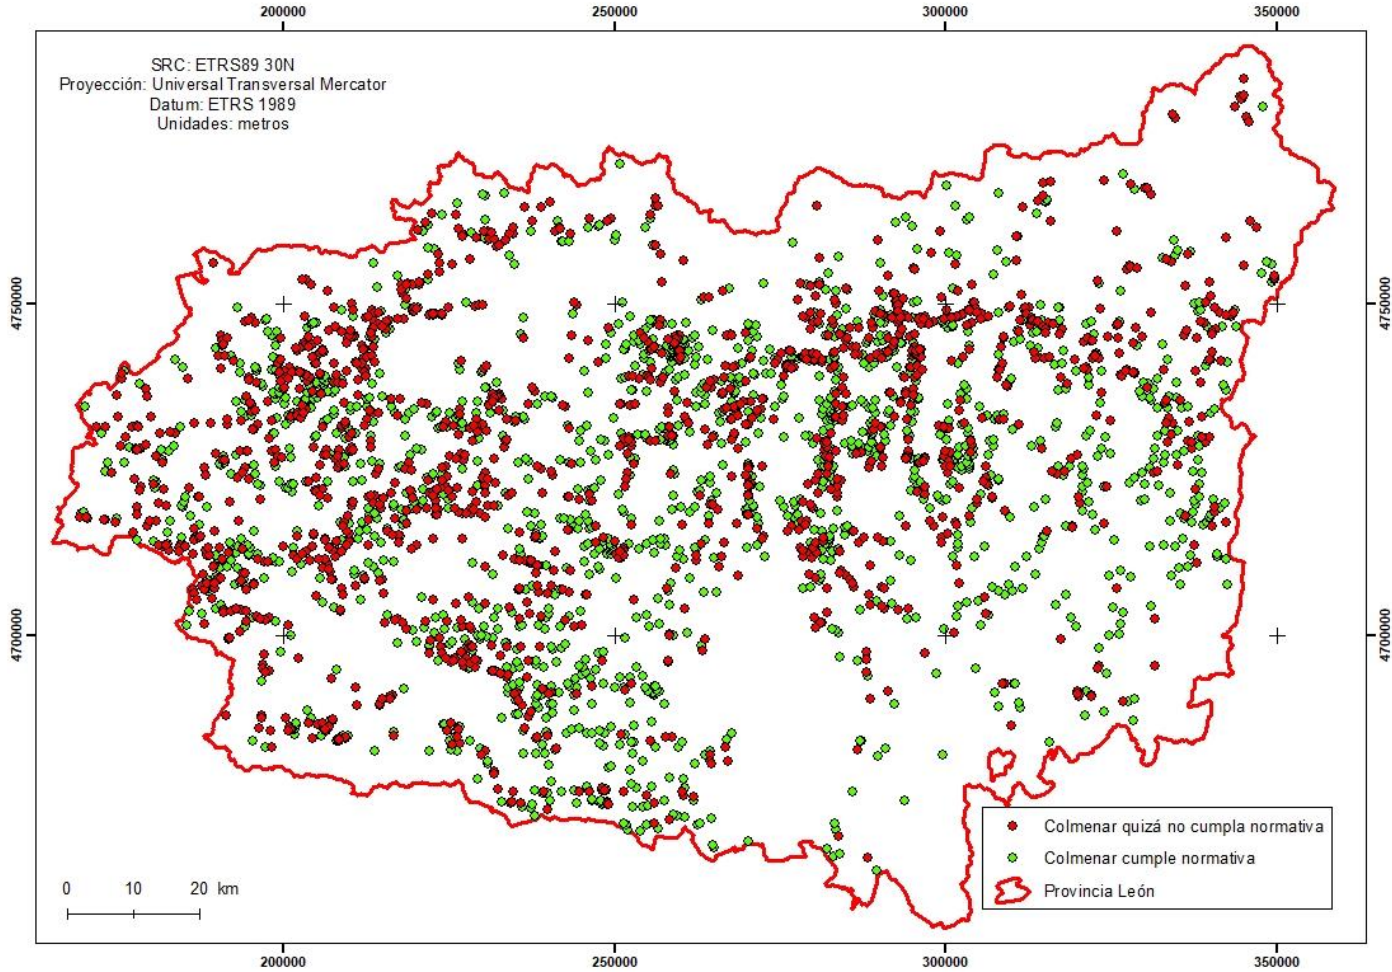 200000 250000 300000 350000
SRC: ETRS89 30N
Proyección: Universal Transversal Mercator
Datum: ETRS 1989
Unidades: metros
4750000 4750000
4700000 4700000
Colmenar quizá no cumpla normativa
Colmenar cumple normativa
Provincia León
0 10 20 km
200000 250000 300000 350000